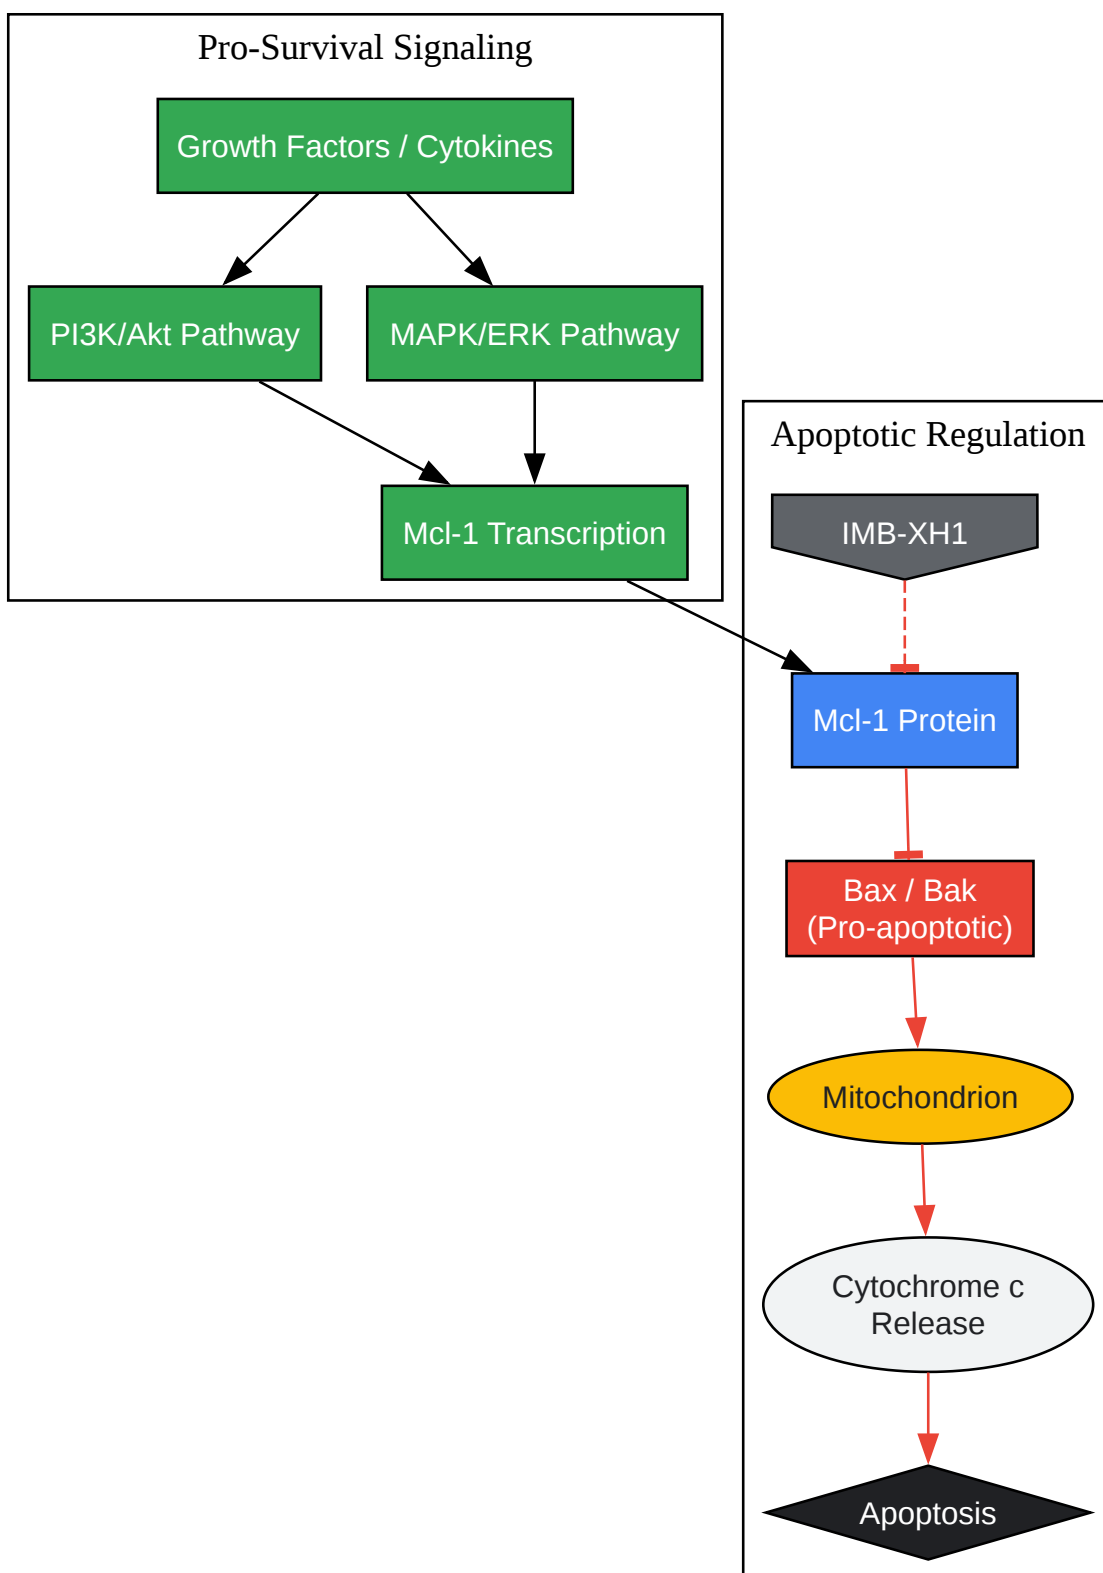 Pro-Survival Signaling
Growth Factors / Cytokines
PI3K/Akt Pathway
MAPK/ERK Pathway
Mcl-1 Transcription
Apoptotic Regulation
IMB-XH1
Mcl-1 Protein
Bax / Bak
(Pro-apoptotic)
Mitochondrion
Cytochrome c
Release
Apoptosis